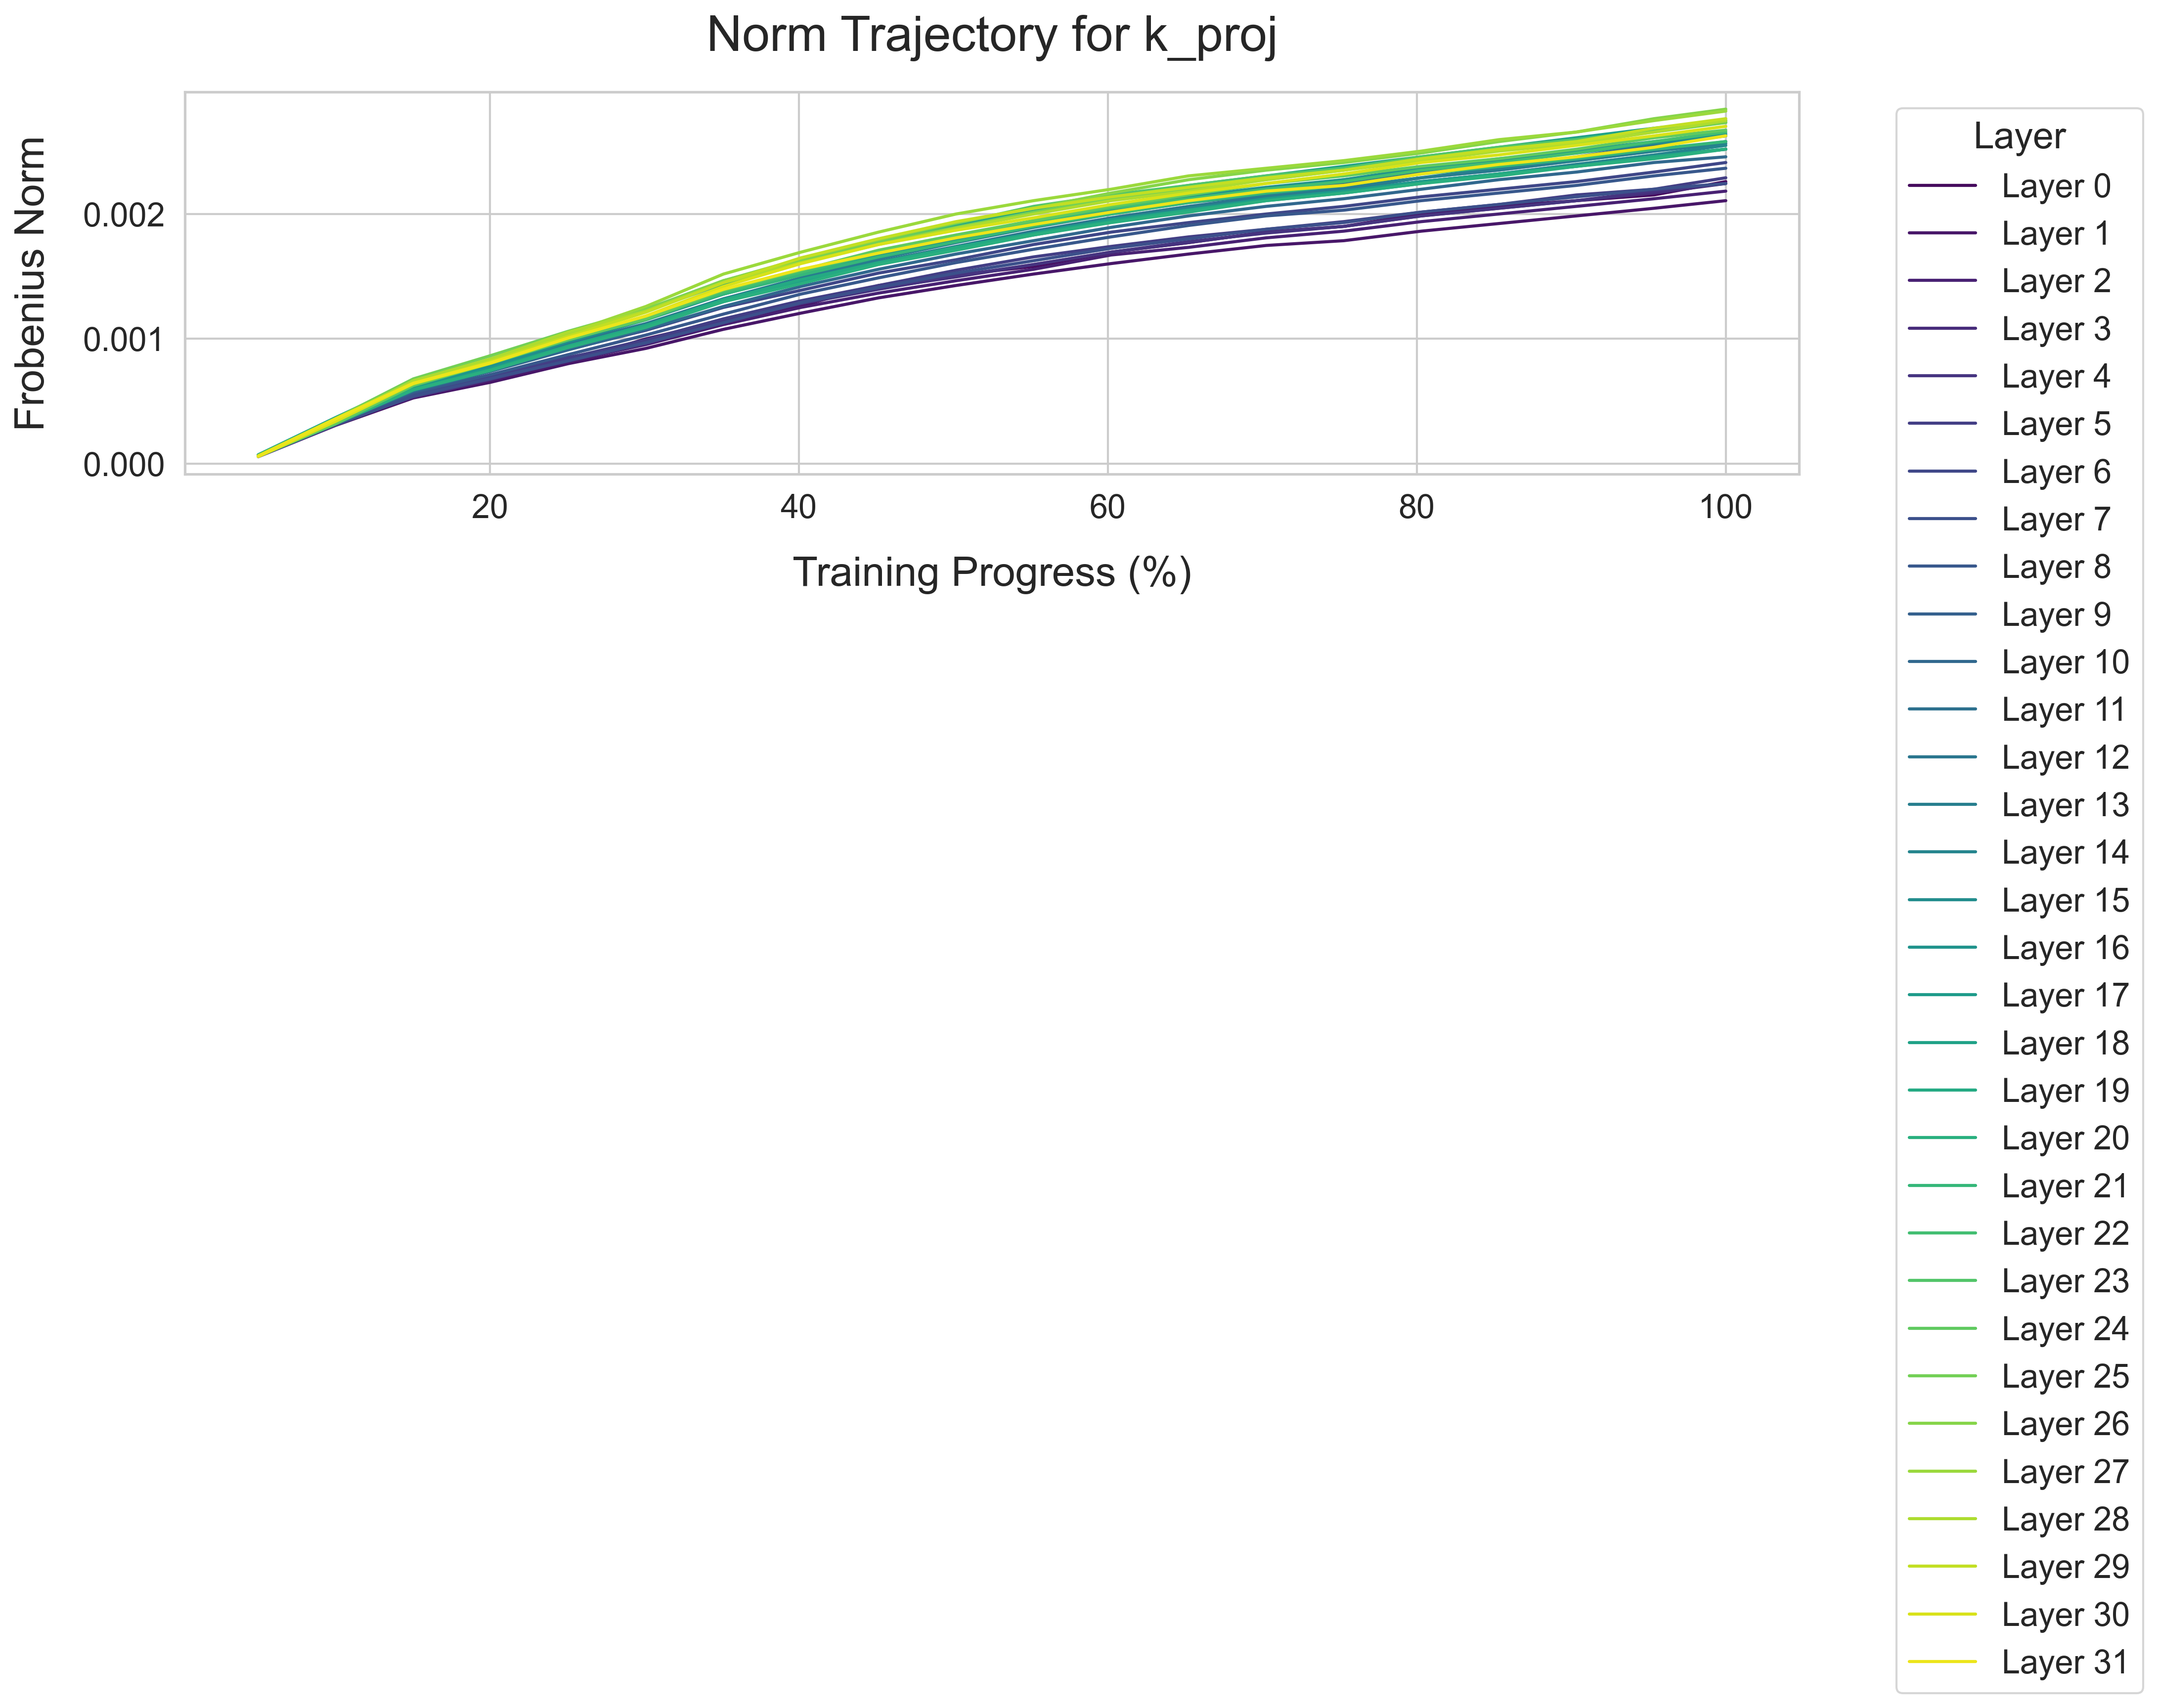 Norm Trajectory for k_proj
Frobenius Norm
0.002
0.001
0.000
20
40
60
80
100
Training Progress (%)
Layer
Layer 0
Layer 1
Layer 2
Layer 3
Layer 4
Layer 5
Layer 6
Layer 7
Layer 8
Layer 9
Layer 10
Layer 11
Layer 12
Layer 13
Layer 14
Layer 15
Layer 16
Layer 17
Layer 18
Layer 19
Layer 20
Layer 21
Layer 22
Layer 23
Layer 24
Layer 25
Layer 26
Layer 27
Layer 28
Layer 29
Layer 30
Layer 31